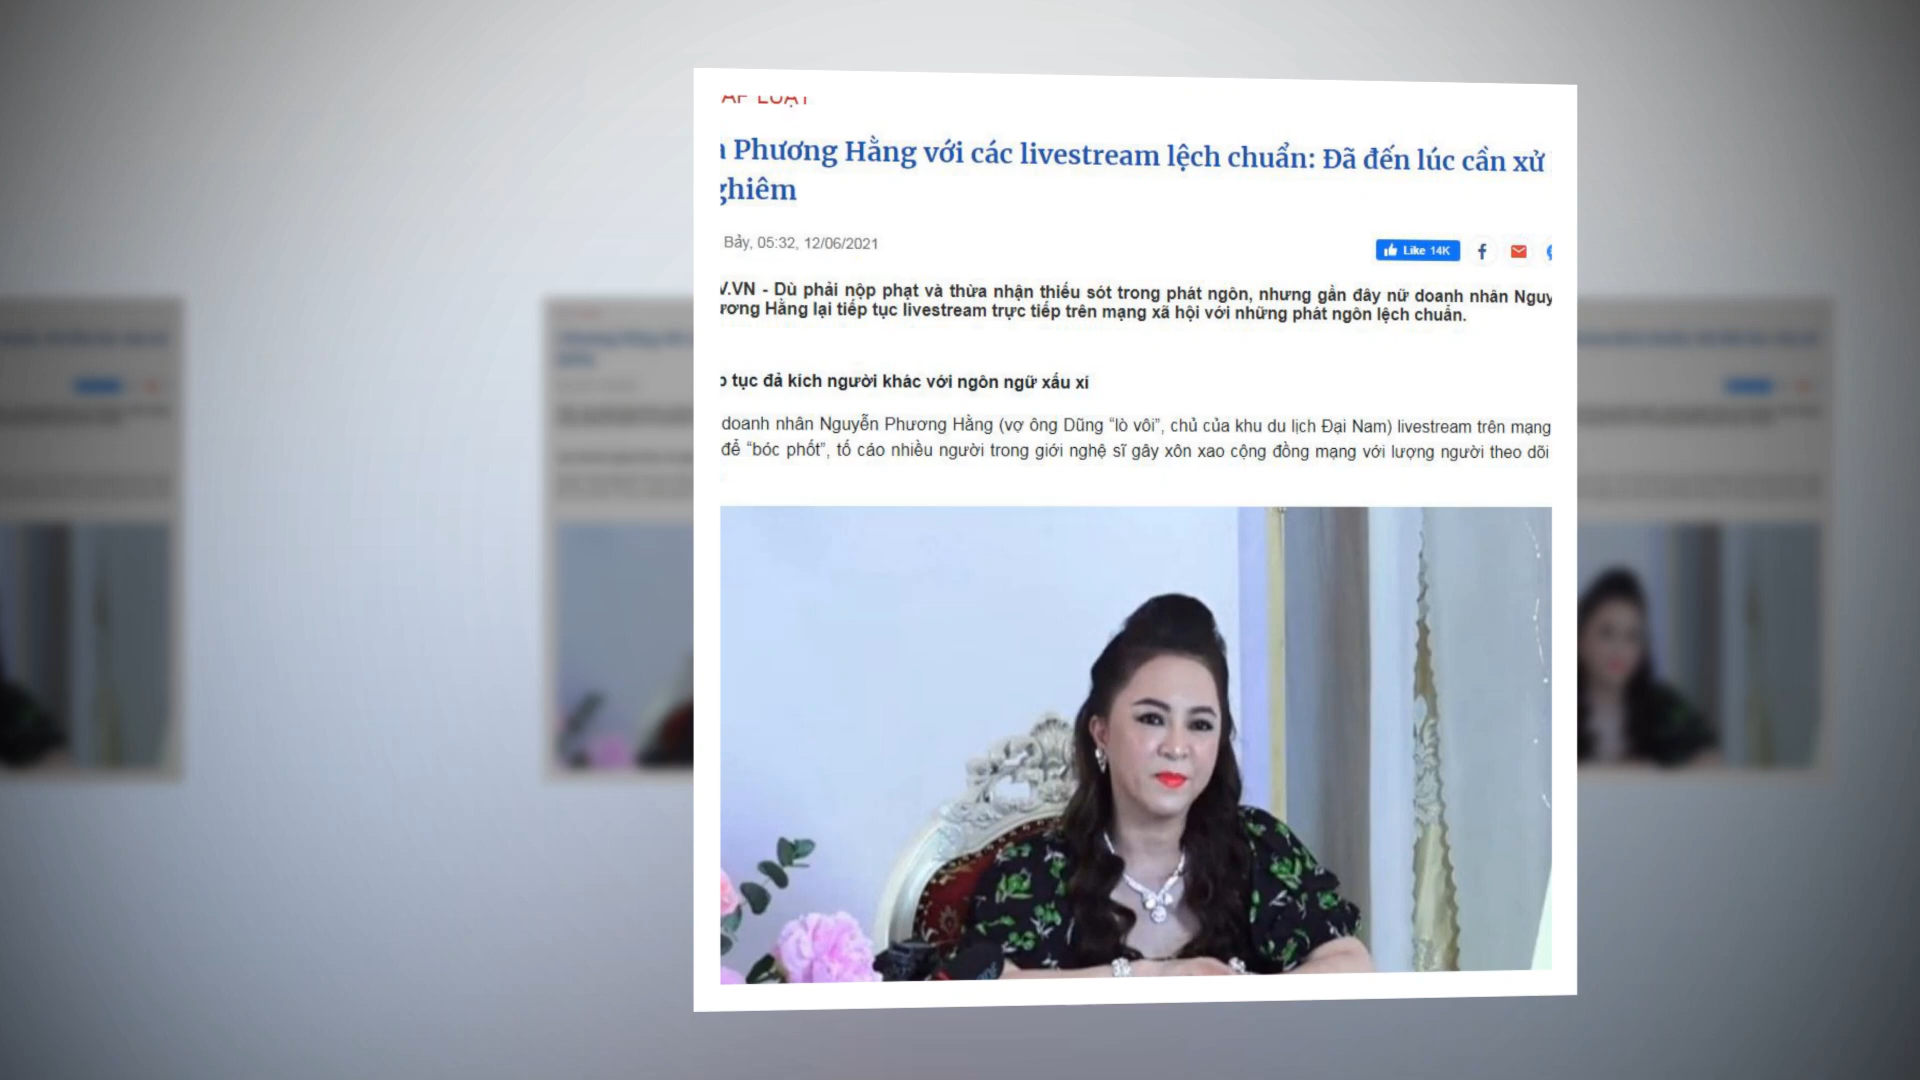 Phương Hằng với các livestream lệch chuẩn: Đã đến lúc cần xử
ghiêm
Bảy, 05:32, 12/06/2021
Like 14K
V.VN - Dù phải nộp phạt và thừa nhận thiếu sót trong phát ngôn, nhưng gần đây nữ doanh nhân Nguy
ương Hằng lại tiếp tục livestream trực tiếp trên mạng xã hội với những phát ngôn lệch chuẩn.
tục đả kích người khác với ngôn ngữ xấu xí
doanh nhân Nguyễn Phương Hằng (vợ ông Dũng “lò vôi”, chủ của khu du lịch Đại Nam) livestream trên mạng
để “bóc phốt”, tố cáo nhiều người trong giới nghệ sĩ gây xôn xao cộng đồng mạng với lượng người theo dõi